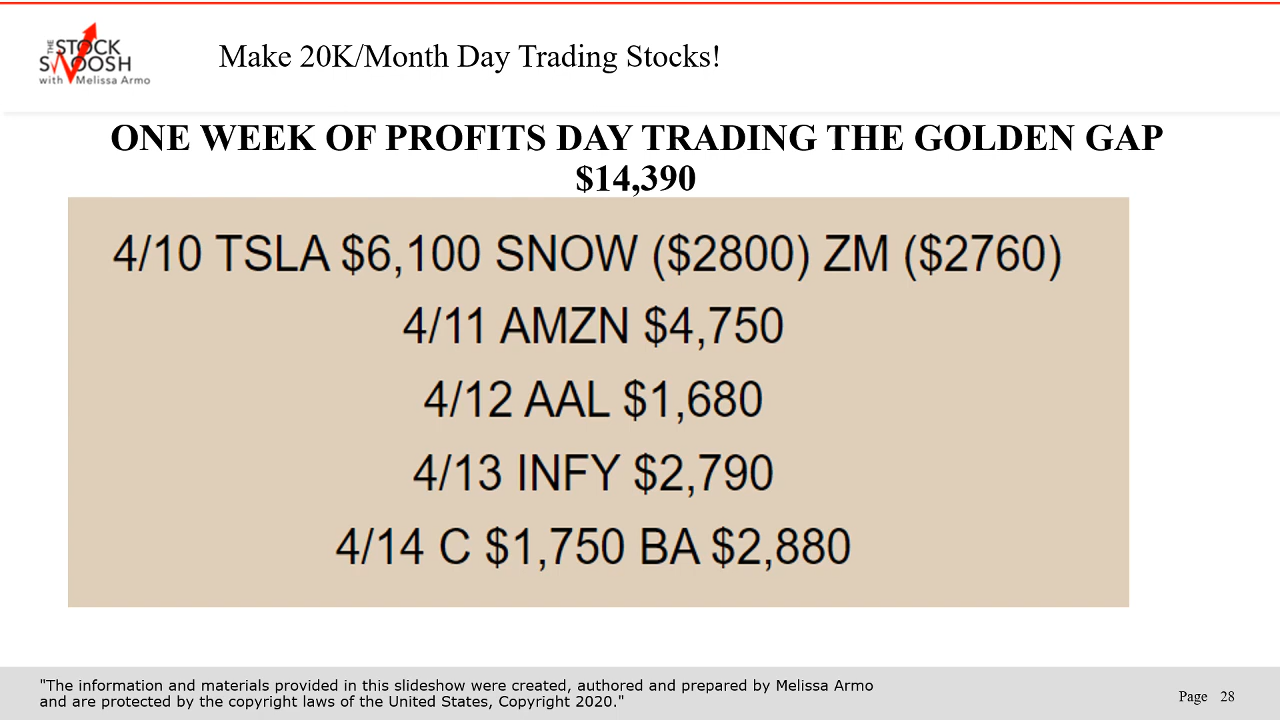 THE STOCK
SWOOSH
with Melissa Armo
Make 20K/Month Day Trading Stocks!
ONE WEEK OF PROFITS DAY TRADING THE GOLDEN GAP
$14,390
4/10 TSLA $6,100 SNOW ($2800) ZM ($2760)
4/11 AMZN $4,750
4/12 AAL $1,680
4/13 INFY $2,790
4/14 C $1,750 BA $2,880
"The information and materials provided in this slideshow were created, authored and prepared by Melissa Armo
and are protected by the copyright laws of the United States, Copyright 2020."
Page 28